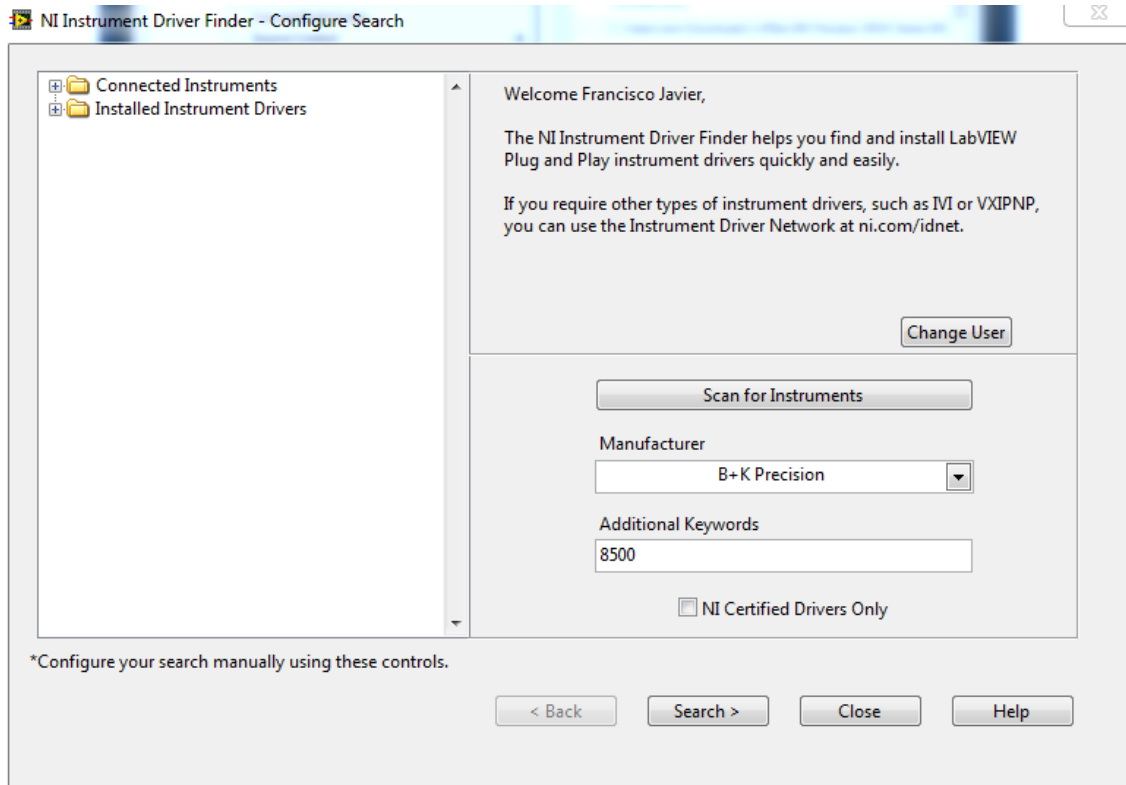 NI Instrument Driver Finder - Configure Search
Connected Instruments
Installed Instrument Drivers
Welcome Francisco Javier,
The NI Instrument Driver Finder helps you find and install LabVIEW
Plug and Play instrument drivers quickly and easily.
If you require other types of instrument drivers, such as IVI or VXIPNP,
you can use the Instrument Driver Network at ni.com/idnet.
Change User
Scan for Instruments
Manufacturer
B+K Precision
Additional Keywords
8500
NI Certified Drivers Only
*Configure your search manually using these controls.
< Back
Search >
Close
Help